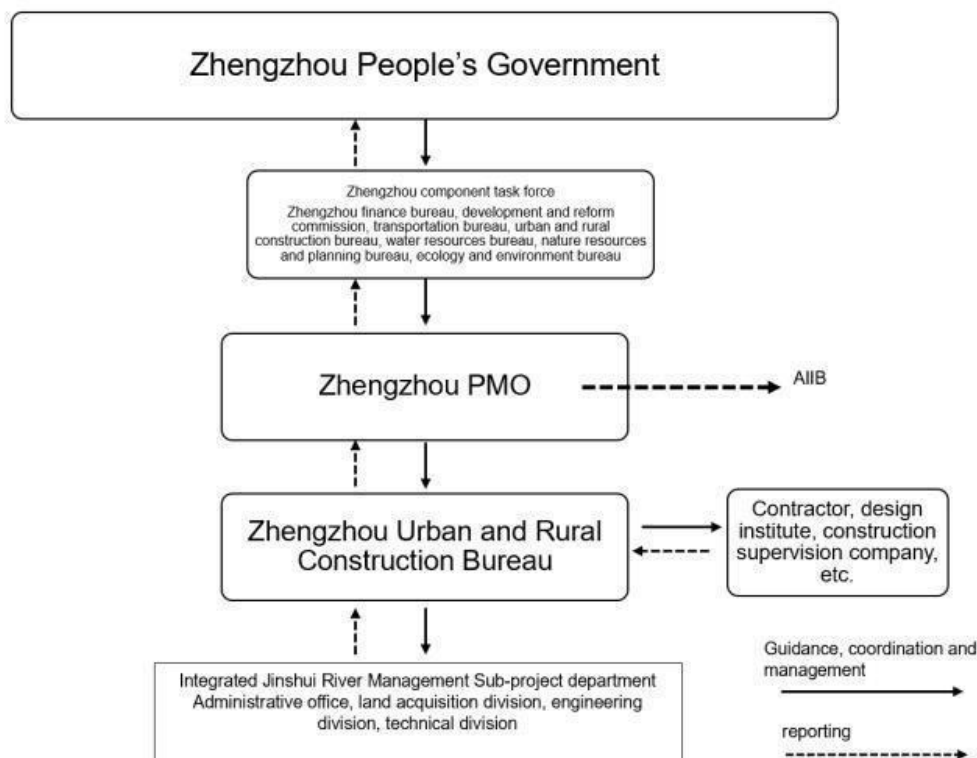 Zhengzhou People's Government
Zhengzhou component task force
Zhengzhou finance bureau, development and reform
commission, transportation bureau, urban and rural
construction bureau, water resources bureau, nature resources
and planning bureau, ecology and environment bureau
Zhengzhou PMO
AIIB
Zhengzhou Urban and Rural
Construction Bureau
Contractor, design
institute, construction
supervision company,
etc.
Integrated Jinshui River Management Sub-project department
Administrative office, land acquisition division, engineering
division, technical division
Guidance, coordination and
management
reporting